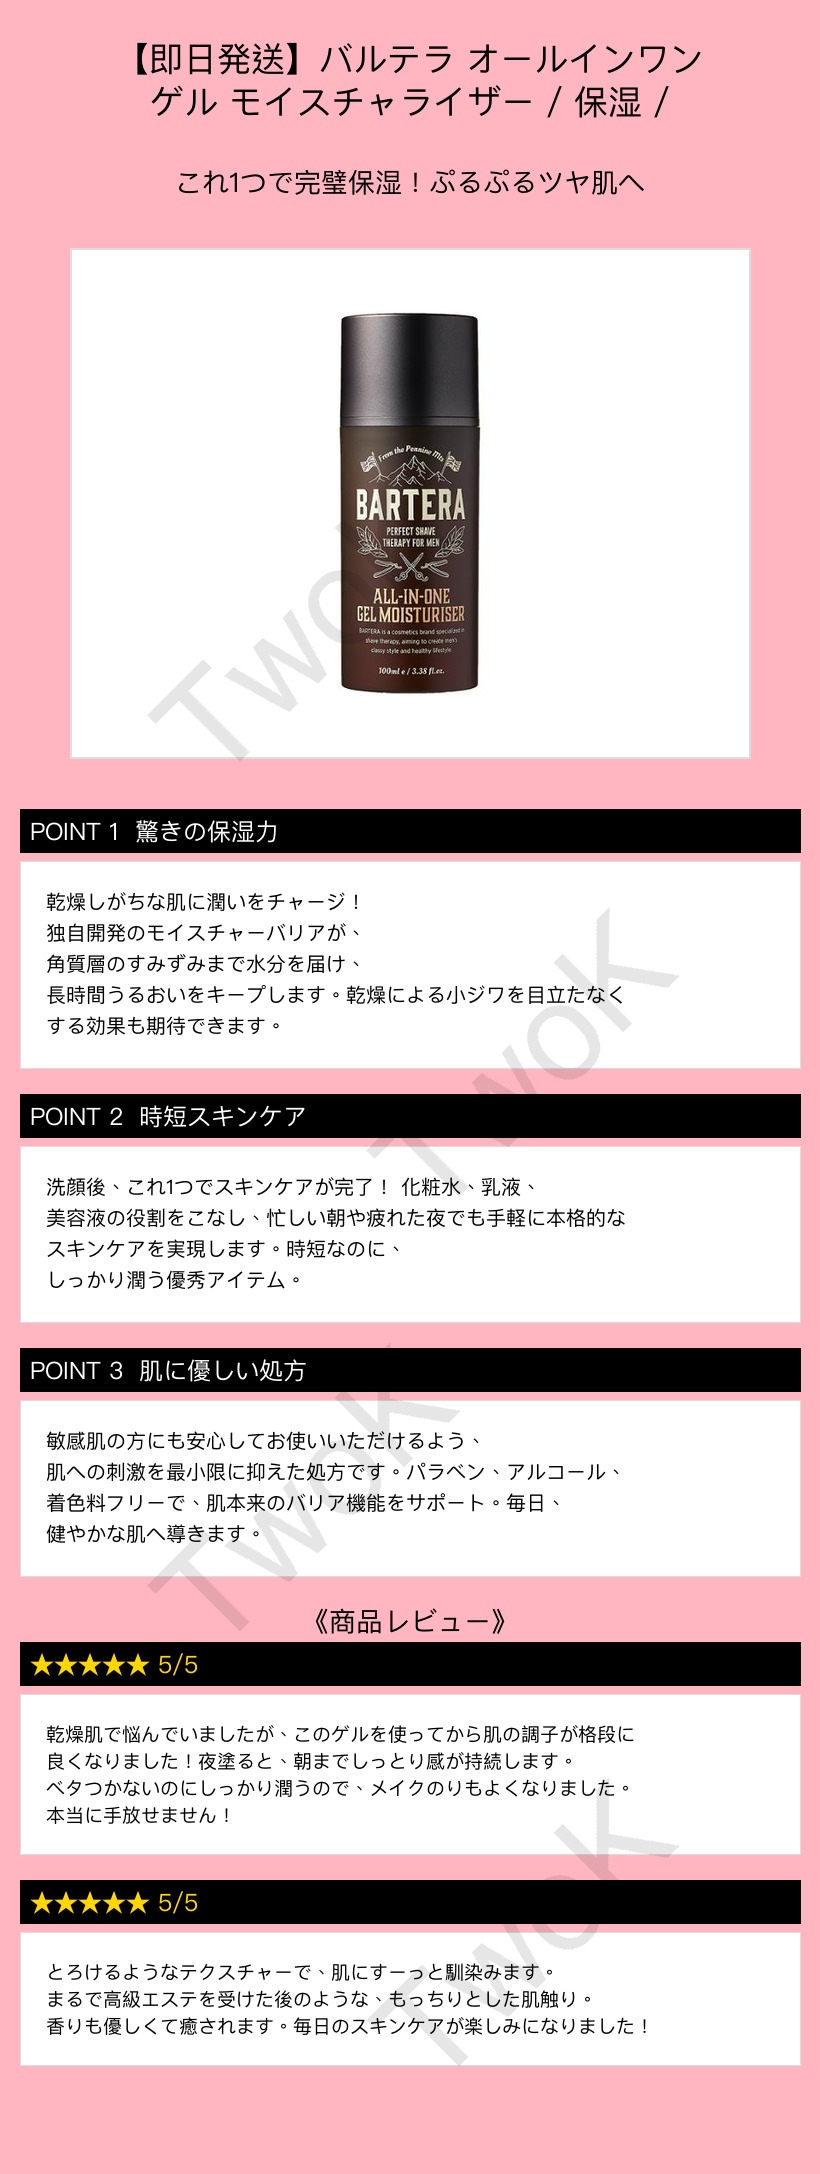 【即日発送】バルテラ オールインワン
ゲル モイスチャライザー / 保湿 /
これ1つで完璧保湿！ぷるぷるツヤ肌へ
From the Pennine Mts
BARTERA
PERFECT SHAVE
THERAPY FOR MEN
ALL-IN-ONE
GEL MOISTURISER
BARTERA is a cosmetics brand specialized in
shave therapy, aiming to create men's
classy style and healthy lifestyle
100ml e / 3.38 fl.oz.
TwoK
POINT 1 驚きの保湿力
乾燥しがちな肌に潤いをチャージ！
独自開発のモイスチャーバリアが、
角質層のすみずみまで水分を届け、
長時間うるおいをキープします。乾燥による小ジワを目立たなく
する効果も期待できます。
TwoK
POINT 2 時短スキンケア
洗顔後、これ1つでスキンケアが完了！ 化粧水、乳液、
美容液の役割をこなし、忙しい朝や疲れた夜でも手軽に本格的な
スキンケアを実現します。時短なのに、
しっかり潤う優秀アイテム。
POINT 3 肌に優しい処方
敏感肌の方にも安心してお使いいただけるよう、
肌への刺激を最小限に抑えた処方です。パラベン、アルコール、
着色料フリーで、肌本来のバリア機能をサポート。毎日、
健やかな肌へ導きます。
TwoK
《商品レビュー》
★★★★★ 5/5
乾燥肌で悩んでいましたが、このゲルを使ってから肌の調子が格段に
良くなりました！夜塗ると、朝までしっとり感が持続します。
ベタつかないのにしっかり潤うので、メイクのりもよくなりました。
本当に手放せません！
★★★★★ 5/5
とろけるようなテクスチャーで、肌にすーっと馴染みます。
まるで高級エステを受けた後のような、もっちりとした肌触り。
香りも優しくて癒されます。毎日のスキンケアが楽しみになりました！
TwoK